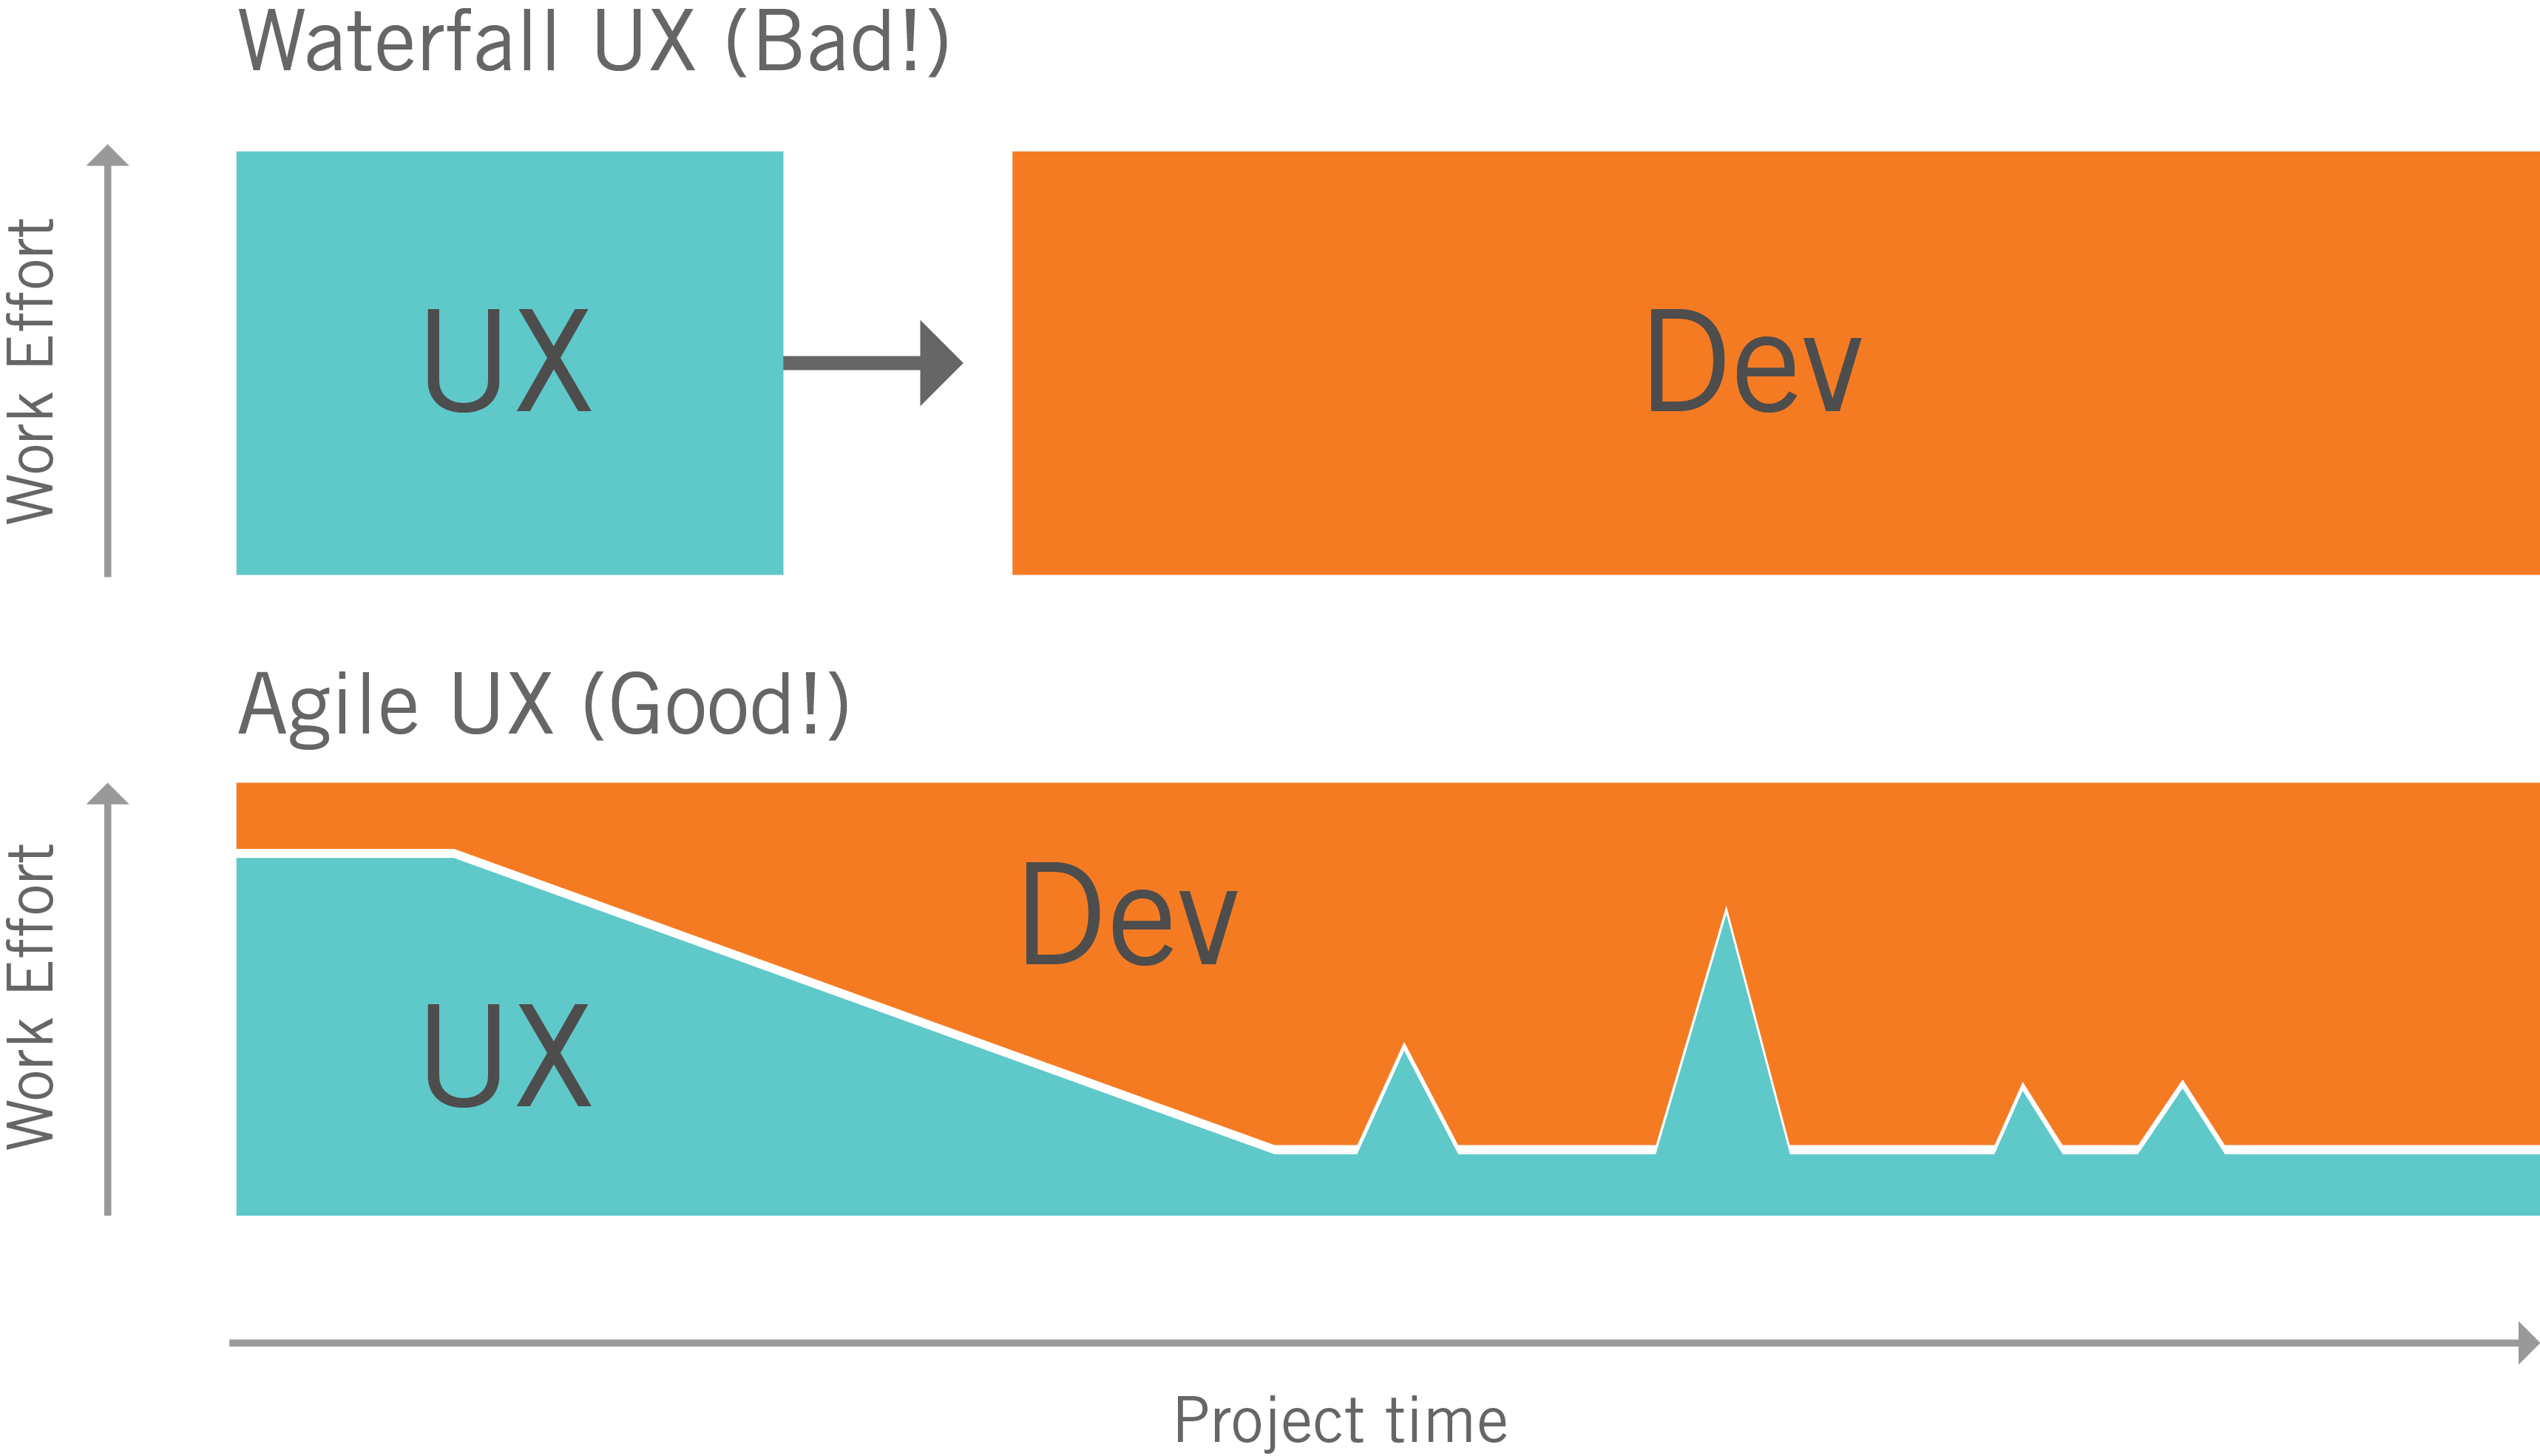 Waterfall UX (Bad!)
Work Effort
UX
Dev
Agile UX (Good!)
Work Effort
Dev
UX
Project time